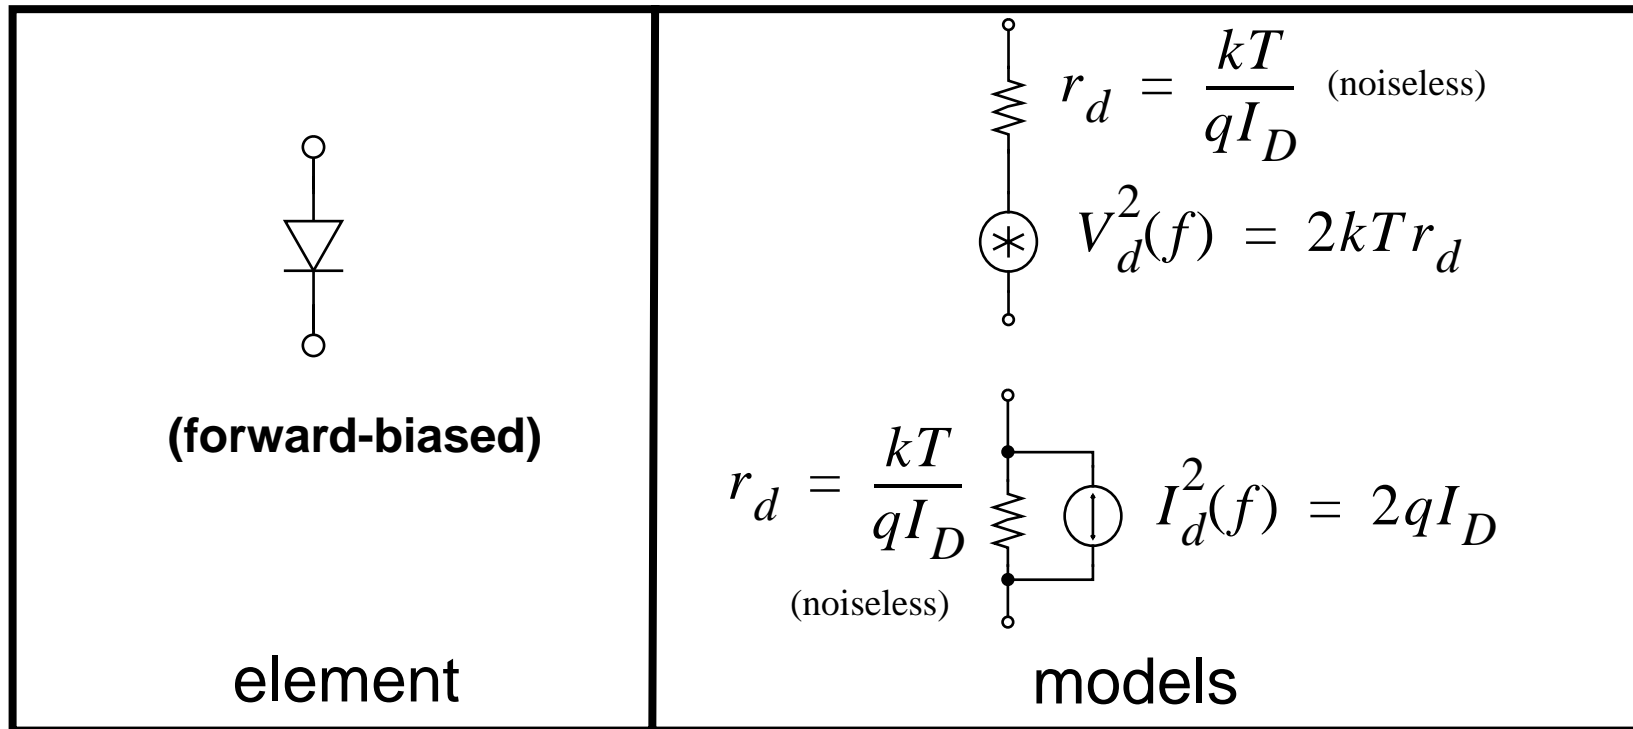 (forward-biased)
element
r_d = kT / qI_D (noiseless)
V_d^2(f) = 2kTr_d
r_d = kT / qI_D
(noiseless)
I_d^2(f) = 2qI_D
models